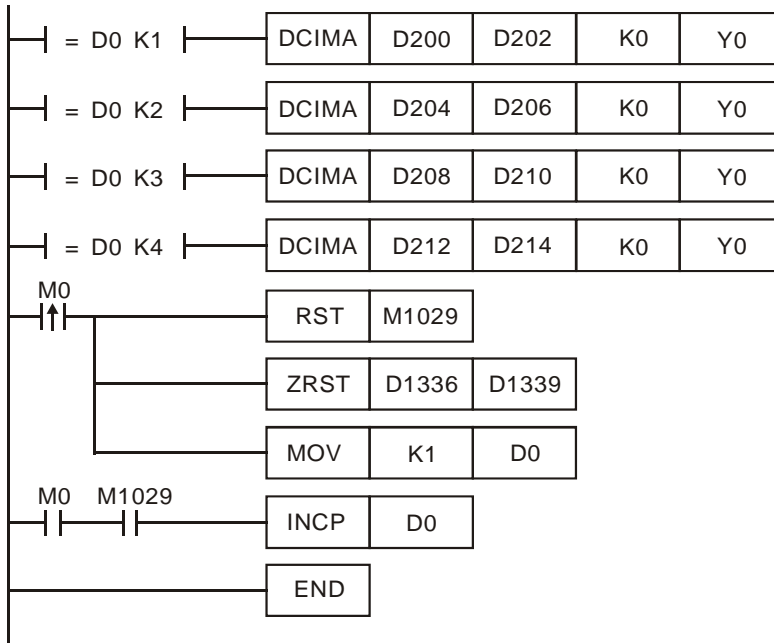 = D0 K1 DCIMA D200 D202 K0 Y0
= D0 K2 DCIMA D204 D206 K0 Y0
= D0 K3 DCIMA D208 D210 K0 Y0
= D0 K4 DCIMA D212 D214 K0 Y0
M0
RST M1029
ZRST D1336 D1339
MOV K1 D0
M0 M1029
INCP D0
END